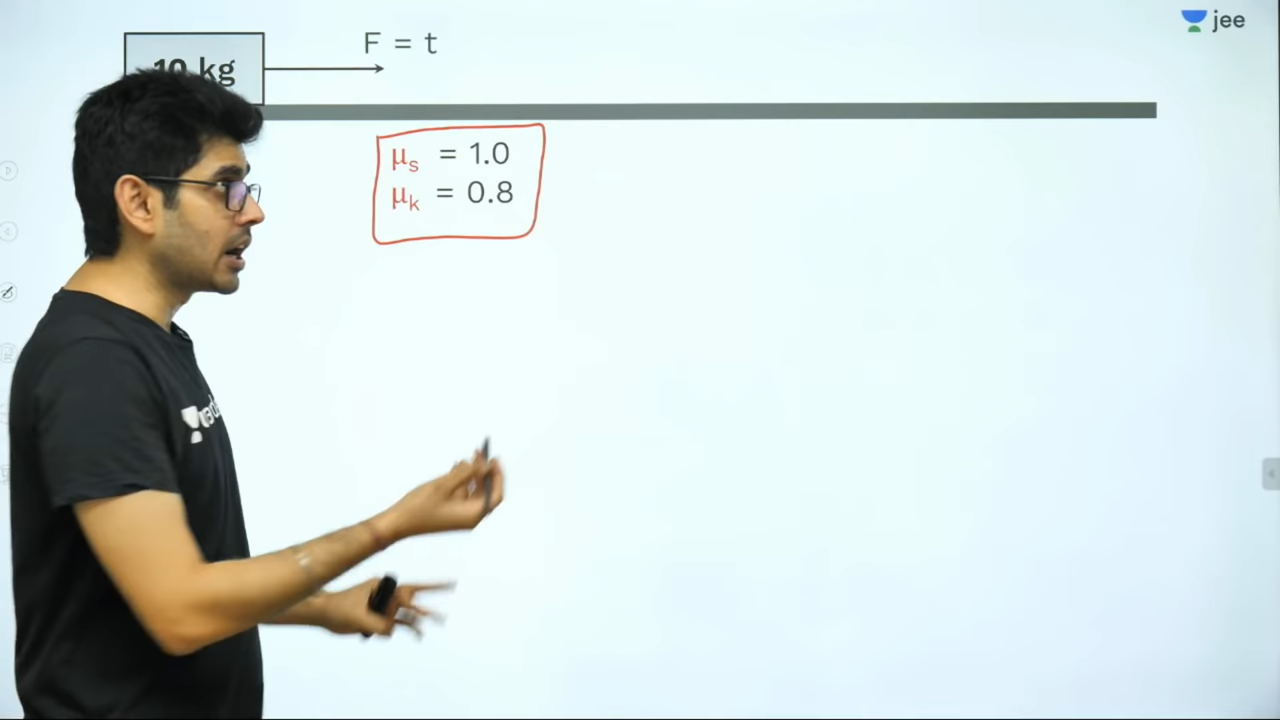 jee
F = t
10 kg
μs = 1.0
μk = 0.8